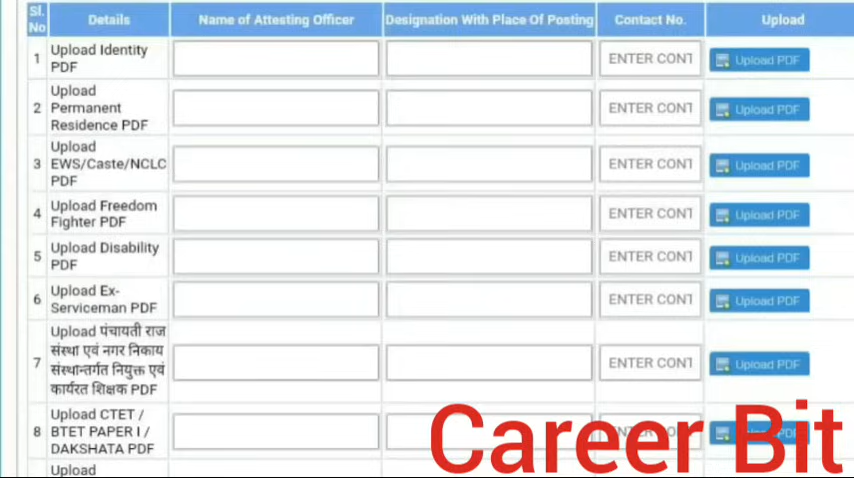 Sl. No Details Name of Attesting Officer Designation With Place Of Posting Contact No. Upload
1 Upload Identity PDF ENTER CONT Upload PDF
2 Upload Permanent Residence PDF ENTER CONT Upload PDF
3 Upload EWS/Caste/NCLC PDF ENTER CONT Upload PDF
4 Upload Freedom Fighter PDF ENTER CONT Upload PDF
5 Upload Disability PDF ENTER CONT Upload PDF
6 Upload Ex-Serviceman PDF ENTER CONT Upload PDF
7 Upload पंचायती राज संस्था एवं नगर निकाय संस्थान्तर्गत नियुक्त एवं कार्यरत शिक्षक PDF ENTER CONT Upload PDF
8 Upload CTET / BTET PAPER I / DAKSHATA PDF ENTER CONT Upload PDF
Upload
Career Bit